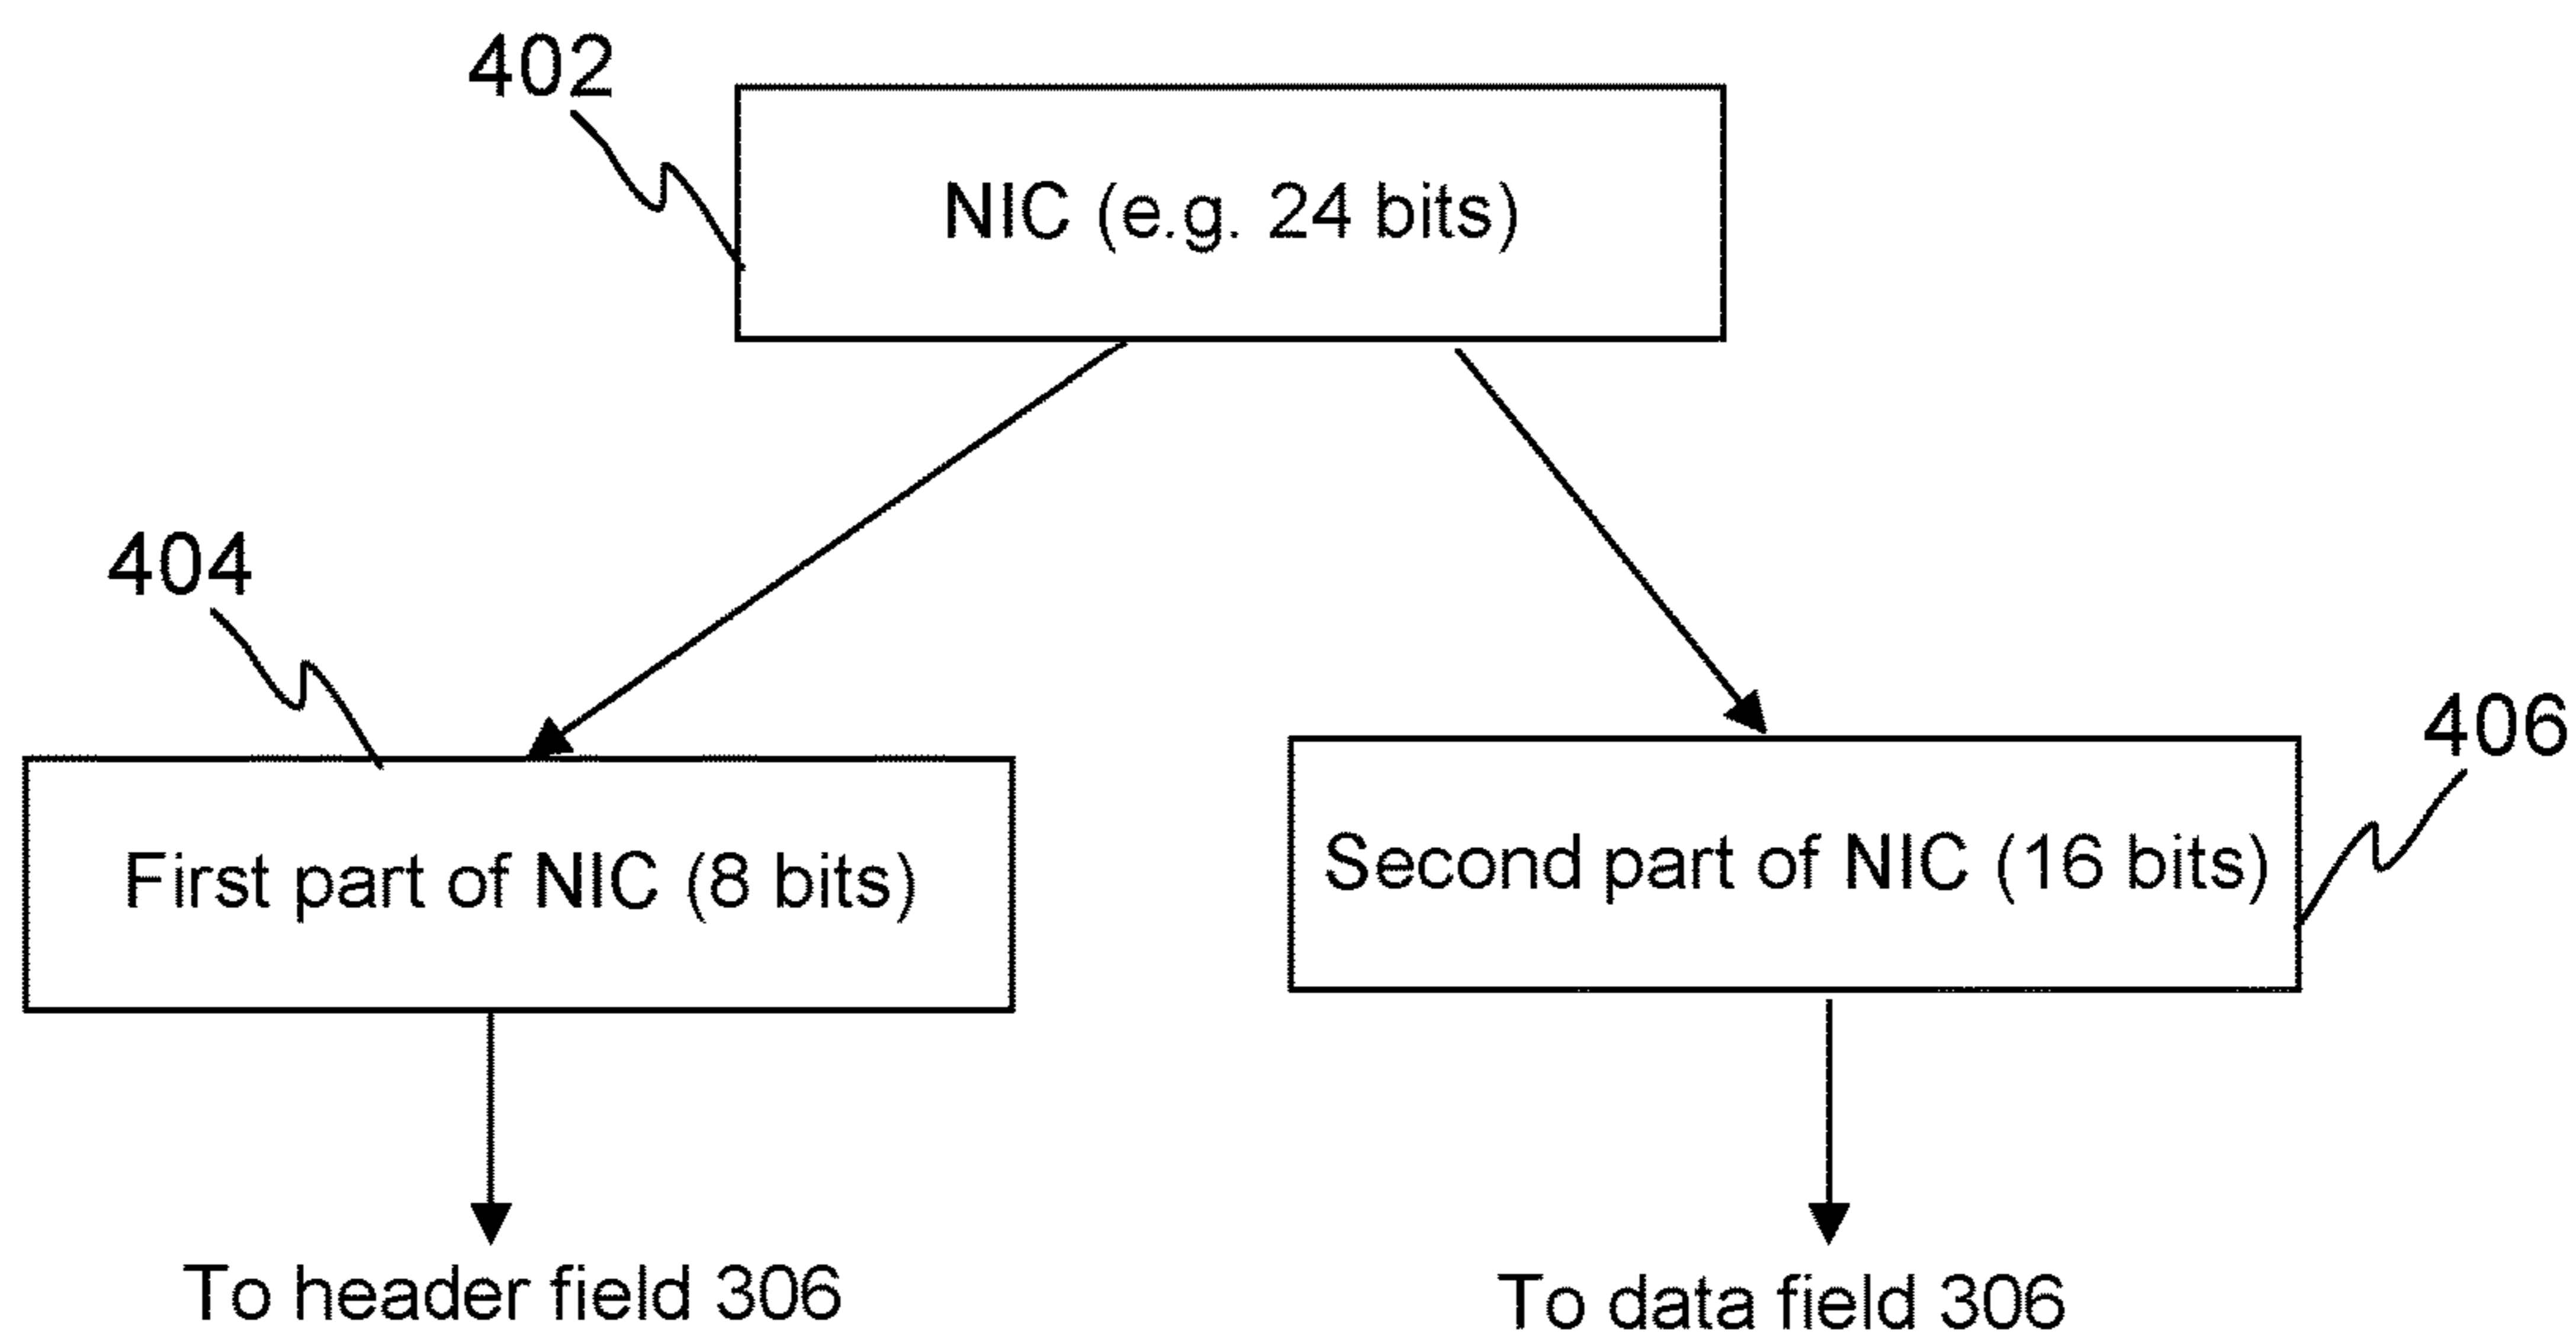 402
NIC (e.g. 24 bits)
404
406
First part of NIC (8 bits)
Second part of NIC (16 bits)
To header field 306
To data field 306